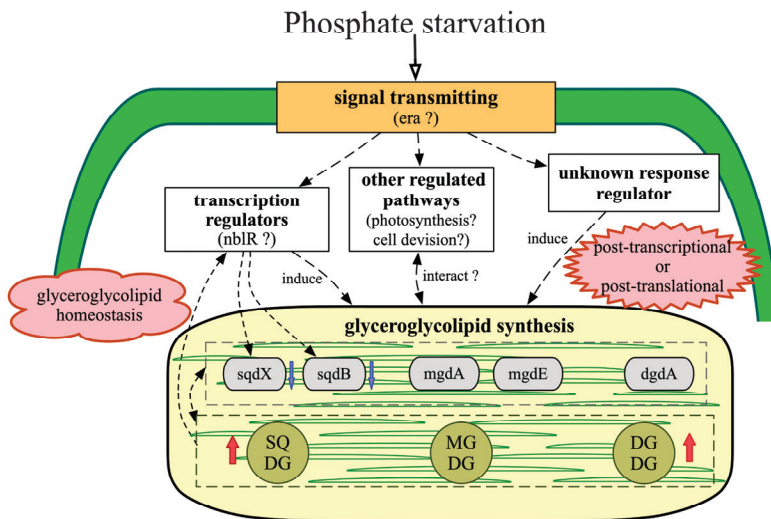 Phosphate starvation
signal transmitting
(era ?)
transcription
regulators
(nblR ?)
other regulated
pathways
(photosynthesis?
cell devision?)
unknown response
regulator
induce
interact ?
induce
post-transcriptional
or
post-translational
glyceroglycolipid
homeostasis
glyceroglycolipid synthesis
sqdX
sqdB
mgdA
mgdE
dgdA
SQ
DG
MG
DG
DG
DG